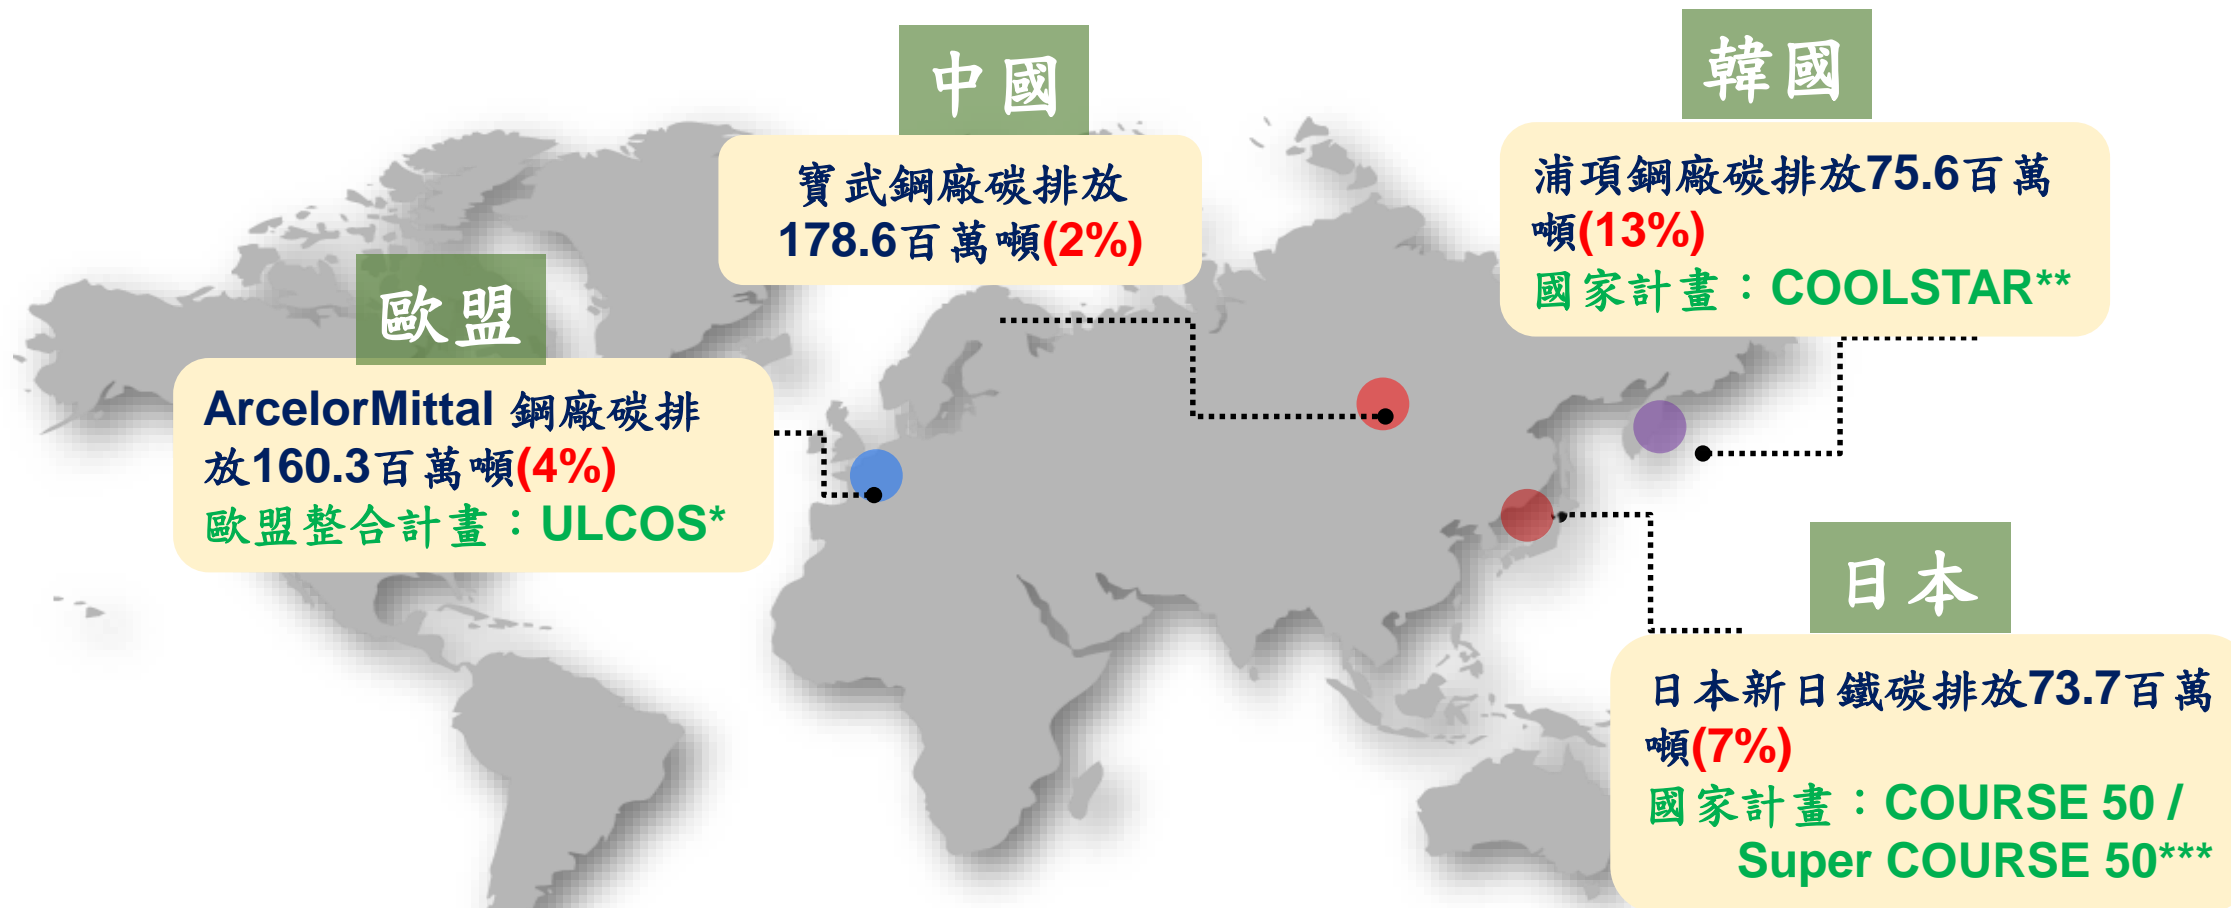 中國
寶武鋼廠碳排放
178.6百萬噸(2%)
韓國
浦項鋼廠碳排放75.6百萬
噸(13%)
國家計畫：COOLSTAR**
歐盟
ArcelorMittal 鋼廠碳排
放160.3百萬噸(4%)
歐盟整合計畫：ULCOS*
日本
日本新日鐵碳排放73.7百萬
噸(7%)
國家計畫：COURSE 50 /
Super COURSE 50***